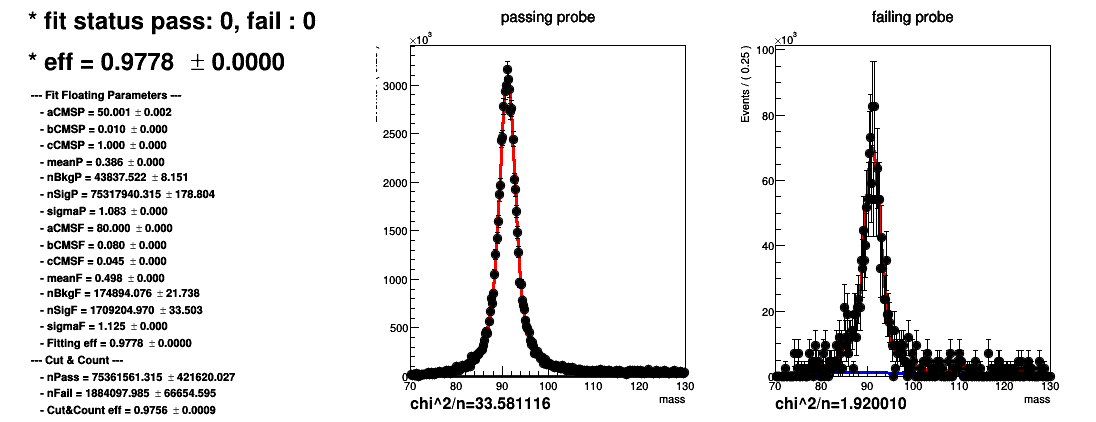 * fit status pass: 0, fail : 0
* eff = 0.9778 ± 0.0000
--- Fit Floating Parameters ---
- aCMSP = 50.001 ± 0.002
- bCMSP = 0.010 ± 0.000
- cCMSP = 1.000 ± 0.000
- meanP = 0.386 ± 0.000
- nBkgP = 43837.522 ± 8.151
- nSigP = 75317940.315 ± 178.804
- sigmaP = 1.083 ± 0.000
- aCMSF = 80.000 ± 0.000
- bCMSF = 0.080 ± 0.000
- cCMSF = 0.045 ± 0.000
- meanF = 0.498 ± 0.000
- nBkgF = 174894.076 ± 21.738
- nSigF = 1709204.970 ± 33.503
- sigmaF = 1.125 ± 0.000
- Fitting eff = 0.9778 ± 0.0000
--- Cut & Count ---
- nPass = 75361561.315 ± 421620.027
- nFail = 1884097.985 ± 66654.595
- Cut&Count eff = 0.9756 ± 0.0009
passing probe
×10³
3000
2500
2000
1500
1000
500
0
70 80 90 100 110 120 130
mass
chi^2/n=33.581116
failing probe
×10³
Events / ( 0.25 )
100
80
60
40
20
0
70 80 90 100 110 120 130
mass
chi^2/n=1.920010